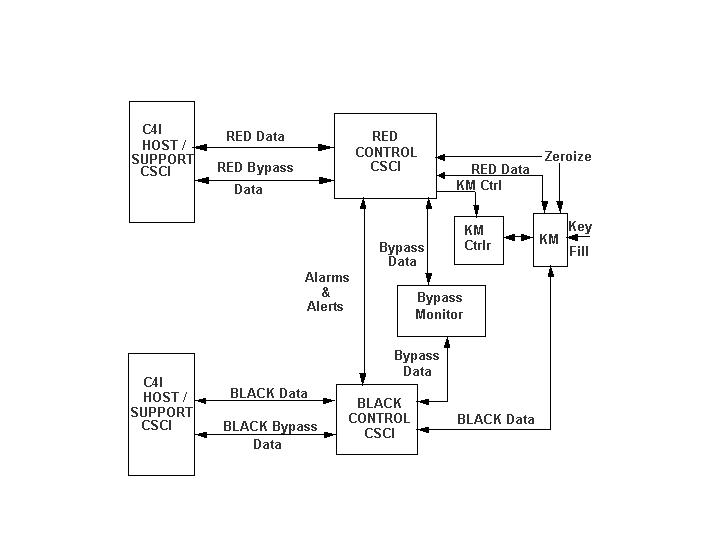 C4I
HOST /
SUPPORT
CSCI
RED Data
RED Bypass
Data
RED
CONTROL
CSCI
Zeroize
RED Data
KM Ctrl
KM
Ctrlr
KM
Key
Fill
Bypass
Data
Alarms
&
Alerts
Bypass
Monitor
Bypass
Data
C4I
HOST /
SUPPORT
CSCI
BLACK Data
BLACK Bypass
Data
BLACK
CONTROL
CSCI
BLACK Data